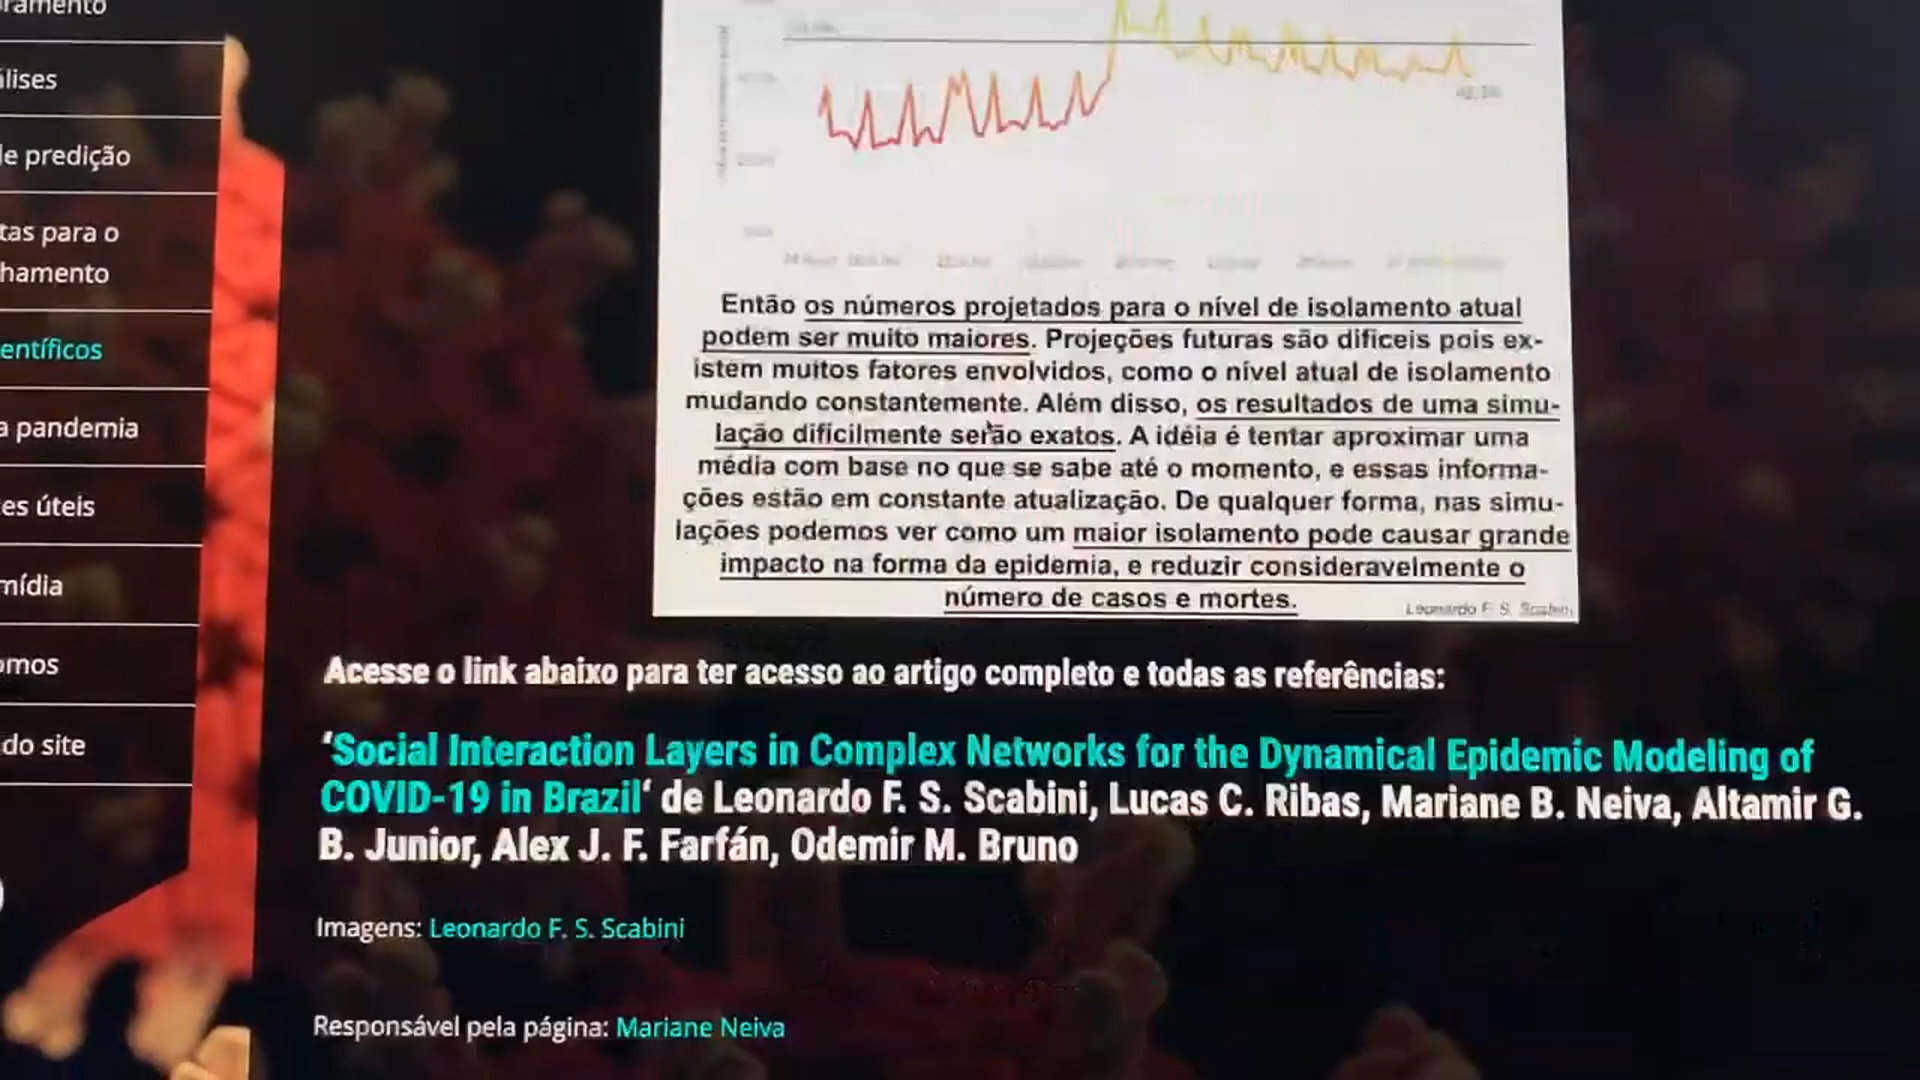 álises
de predição
tas para o
hamento
entíficos
a pandemia
es úteis
mídia
omos
do site
Então os números projetados para o nível de isolamento atual
podem ser muito maiores. Projeções futuras são dificeis pois ex-
istem muitos fatores envolvidos, como o nível atual de isolamento
mudando constantemente. Além disso, os resultados de uma simu-
lação dificilmente serão exatos. A idéia é tentar aproximar uma
média com base no que se sabe até o momento, e essas informa-
ções estão em constante atualização. De qualquer forma, nas simu-
lações podemos ver como um maior isolamento pode causar grande
impacto na forma da epidemia, e reduzir consideravelmente o
número de casos e mortes.
Leonardo F. S. Scabini
Acesse o link abaixo para ter acesso ao artigo completo e todas as referências:
‘Social Interaction Layers in Complex Networks for the Dynamical Epidemic Modeling of
COVID-19 in Brazil‘ de Leonardo F. S. Scabini, Lucas C. Ribas, Mariane B. Neiva, Altamir G.
B. Junior, Alex J. F. Farfán, Odemir M. Bruno
Imagens: Leonardo F. S. Scabini
Responsável pela página: Mariane Neiva